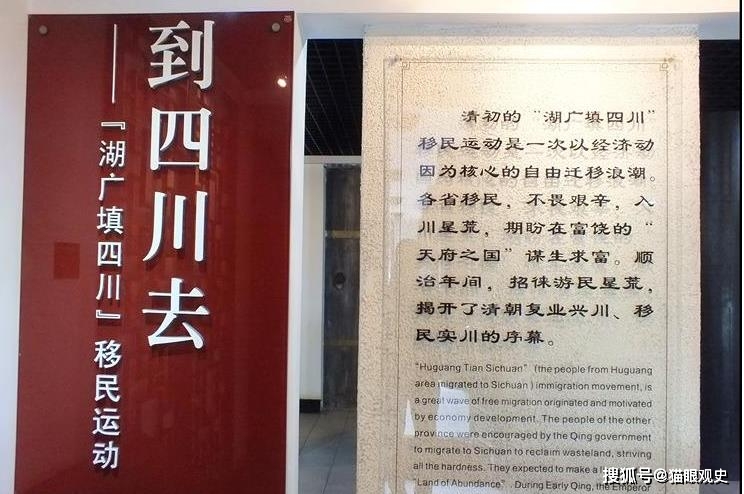 到四川去
——『湖广填四川』移民运动
清初的“湖广填四川”
移民运动是一次以经济动
因为核心的自由迁移浪潮。
各省移民，不畏艰辛，入
川星荒，期盼在富饶的“
天府之国”谋生求富。顺
治年间，招徕游民星荒，
揭开了清朝复业兴川、移
民实川的序幕。
"Huguang Tian Sichuan" (the people from Huguang
area migrated to Sichuan ) immigration movement, is
a great wave of free migration originated and motivated
by economy development. The people of the other
province were encouraged by the Qing government
to migrate to Sichuan to reclaim wasteland, striving
all the hardness. They expected to make a
"Land of Abundance". During Early Qing, the Emperor
搜狐号@猫眼观史